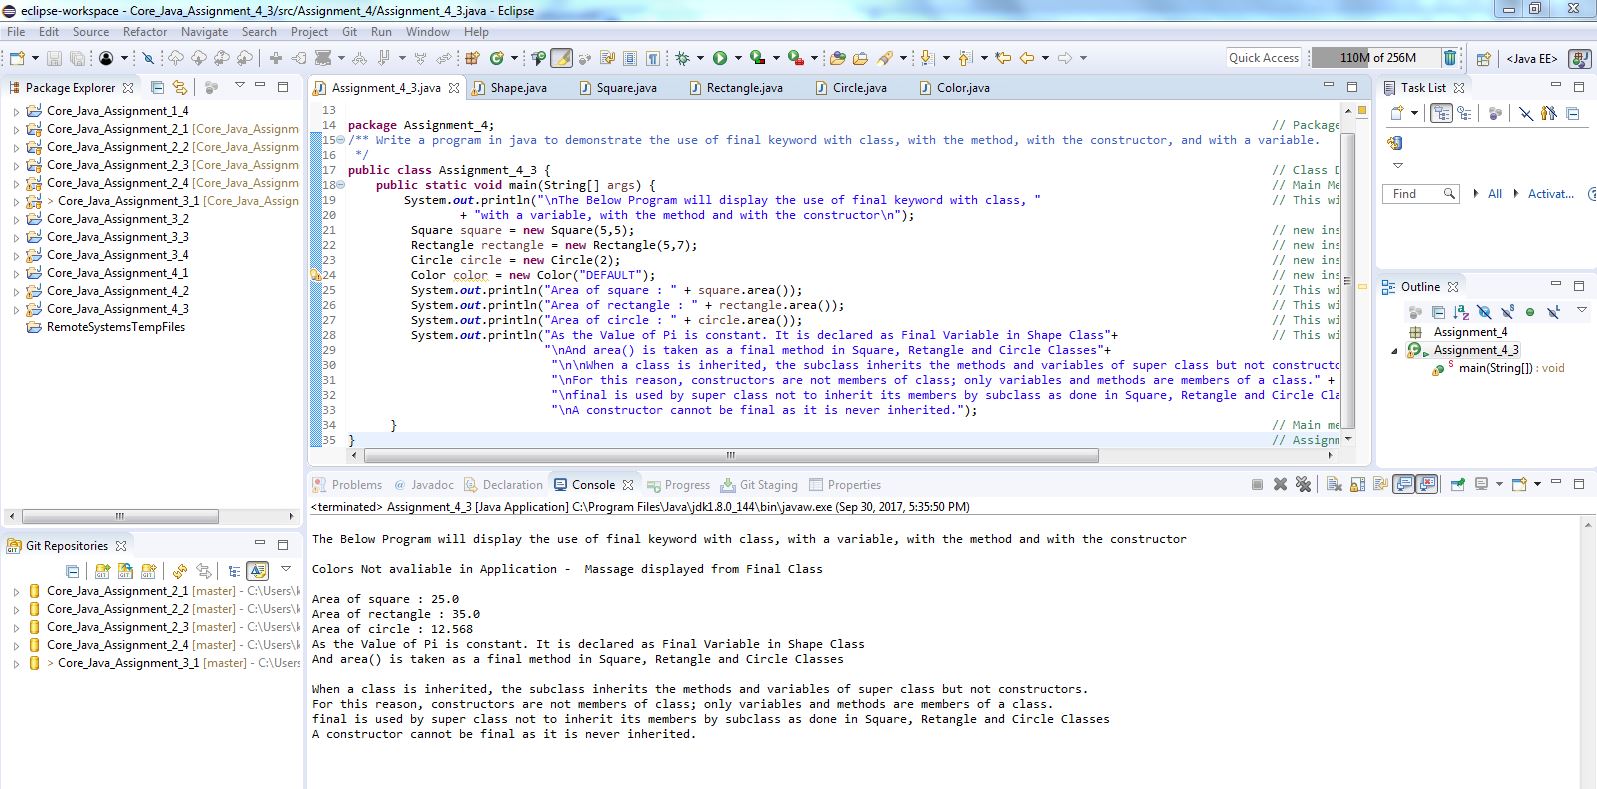 eclipse-workspace - Core_Java_Assignment_4_3/src/Assignment_4/Assignment_4_3.java - Eclipse
File Edit Source Refactor Navigate Search Project Git Run Window Help
Quick Access
110M of 256M
<Java EE>
Package Explorer
Core_Java_Assignment_1_4
Core_Java_Assignment_2_1 [Core_Java_Assignm
Core_Java_Assignment_2_2 [Core_Java_Assignm
Core_Java_Assignment_2_3 [Core_Java_Assignm
Core_Java_Assignment_2_4 [Core_Java_Assignm
> Core_Java_Assignment_3_1 [Core_Java_Assign
Core_Java_Assignment_3_2
Core_Java_Assignment_3_3
Core_Java_Assignment_3_4
Core_Java_Assignment_4_1
Core_Java_Assignment_4_2
Core_Java_Assignment_4_3
RemoteSystemsTempFiles
Git Repositories
Core_Java_Assignment_2_1 [master] - C:\Users\k
Core_Java_Assignment_2_2 [master] - C:\Users\k
Core_Java_Assignment_2_3 [master] - C:\Users\k
Core_Java_Assignment_2_4 [master] - C:\Users\k
> Core_Java_Assignment_3_1 [master] - C:\Users
Assignment_4_3.java Shape.java Square.java Rectangle.java Circle.java Color.java
13
14 package Assignment_4; // Package
15 /** Write a program in java to demonstrate the use of final keyword with class, with the method, with the constructor, and with a variable.
16 */
17 public class Assignment_4_3 { // Class D
18 public static void main(String[] args) { // Main Me
19 System.out.println("\nThe Below Program will display the use of final keyword with class, " // This wi
20 + "with a variable, with the method and with the constructor\n");
21 Square square = new Square(5,5); // new ins
22 Rectangle rectangle = new Rectangle(5,7); // new ins
23 Circle circle = new Circle(2); // new ins
24 Color color = new Color("DEFAULT"); // new ins
25 System.out.println("Area of square : " + square.area()); // This wi
26 System.out.println("Area of rectangle : " + rectangle.area()); // This wi
27 System.out.println("Area of circle : " + circle.area()); // This wi
28 System.out.println("As the Value of Pi is constant. It is declared as Final Variable in Shape Class"+ // This wi
29 "\nAnd area() is taken as a final method in Square, Retangle and Circle Classes"+
30 "\n\nWhen a class is inherited, the subclass inherits the methods and variables of super class but not constructo
31 "\nFor this reason, constructors are not members of class; only variables and methods are members of a class." +
32 "\nfinal is used by super class not to inherit its members by subclass as done in Square, Retangle and Circle Cla
33 "\nA constructor cannot be final as it is never inherited.");
34 } // Main me
35 } // Assignm
Problems @ Javadoc Declaration Console Progress Git Staging Properties
<terminated> Assignment_4_3 [Java Application] C:\Program Files\Java\jdk1.8.0_144\bin\javaw.exe (Sep 30, 2017, 5:35:50 PM)
The Below Program will display the use of final keyword with class, with a variable, with the method and with the constructor
Colors Not avaliable in Application - Massage displayed from Final Class
Area of square : 25.0
Area of rectangle : 35.0
Area of circle : 12.568
As the Value of Pi is constant. It is declared as Final Variable in Shape Class
And area() is taken as a final method in Square, Retangle and Circle Classes
When a class is inherited, the subclass inherits the methods and variables of super class but not constructors.
For this reason, constructors are not members of class; only variables and methods are members of a class.
final is used by super class not to inherit its members by subclass as done in Square, Retangle and Circle Classes
A constructor cannot be final as it is never inherited.
Task List
Find All Activat...
Outline
Assignment_4
Assignment_4_3
main(String[]) : void